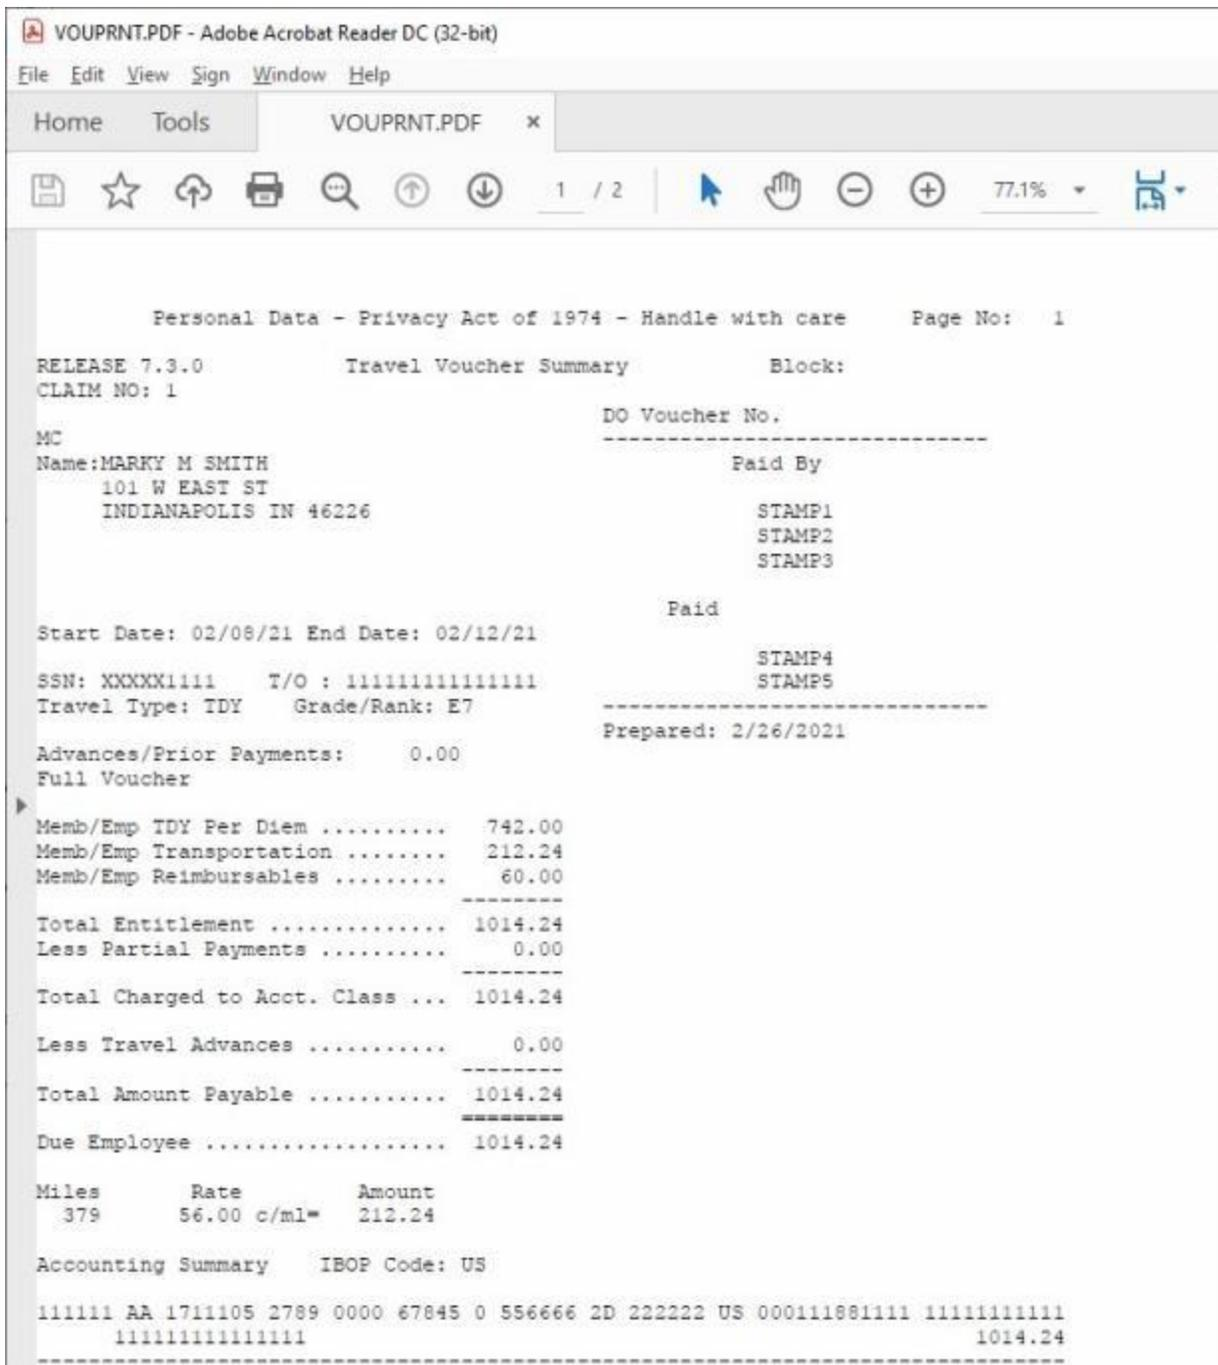 VOUPRNT.PDF - Adobe Acrobat Reader DC (32-bit)
File Edit View Sign Window Help
Home Tools VOUPRNT.PDF ×
1 / 2 77.1%
Personal Data - Privacy Act of 1974 - Handle with care Page No: 1
RELEASE 7.3.0 Travel Voucher Summary Block:
CLAIM NO: 1
DO Voucher No.
MC ------------------------------
Name:MARKY M SMITH Paid By
101 W EAST ST
INDIANAPOLIS IN 46226 STAMP1
STAMP2
STAMP3
Paid
Start Date: 02/08/21 End Date: 02/12/21
STAMP4
SSN: XXXXX1111 T/O : 111111111111111 STAMP5
Travel Type: TDY Grade/Rank: E7 ------------------------------
Prepared: 2/26/2021
Advances/Prior Payments: 0.00
Full Voucher
Memb/Emp TDY Per Diem .......... 742.00
Memb/Emp Transportation ........ 212.24
Memb/Emp Reimbursables ......... 60.00
--------
Total Entitlement .............. 1014.24
Less Partial Payments .......... 0.00
--------
Total Charged to Acct. Class ... 1014.24
Less Travel Advances ........... 0.00
--------
Total Amount Payable ........... 1014.24
========
Due Employee ................... 1014.24
Miles Rate Amount
379 56.00 c/ml= 212.24
Accounting Summary IBOP Code: US
111111 AA 1711105 2789 0000 67845 0 556666 2D 222222 US 000111881111 11111111111
111111111111111 1014.24
--------------------------------------------------------------------------------